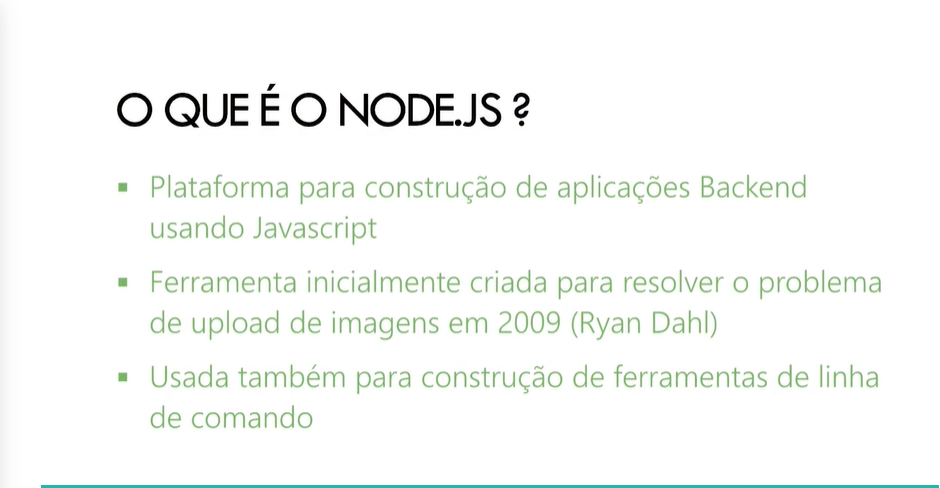 O QUE É O NODE.JS ?
▪ Plataforma para construção de aplicações Backend
usando Javascript
▪ Ferramenta inicialmente criada para resolver o problema
de upload de imagens em 2009 (Ryan Dahl)
▪ Usada também para construção de ferramentas de linha
de comando